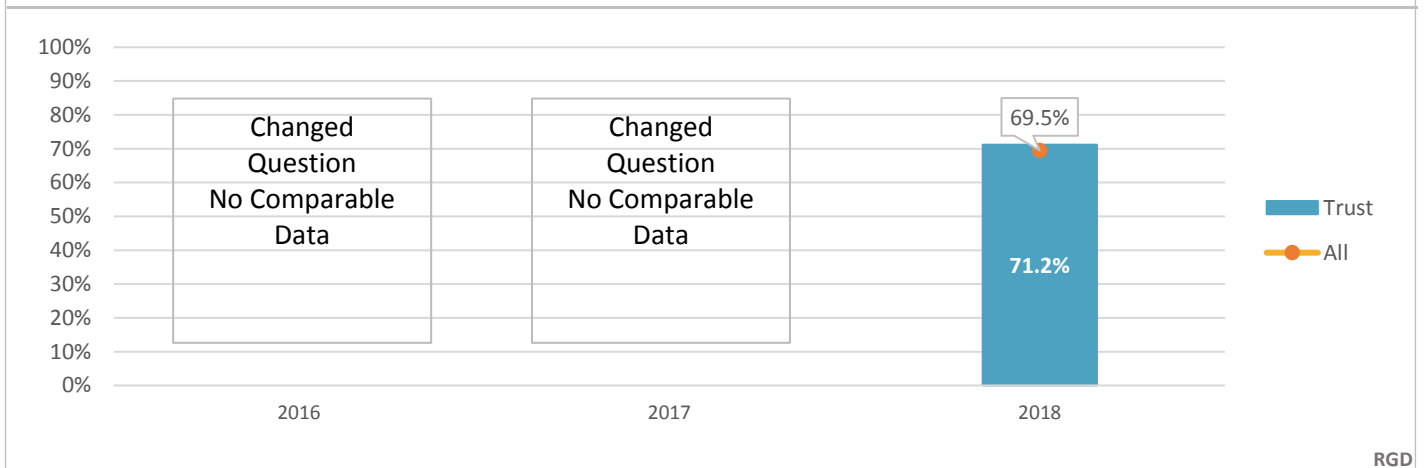 100%
90%
80%
70%
60%
50%
40%
30%
20%
10%
0%
Changed
Question
No Comparable
Data
Changed
Question
No Comparable
Data
69.5%
71.2%
2016
2017
2018
Trust
All
RGD